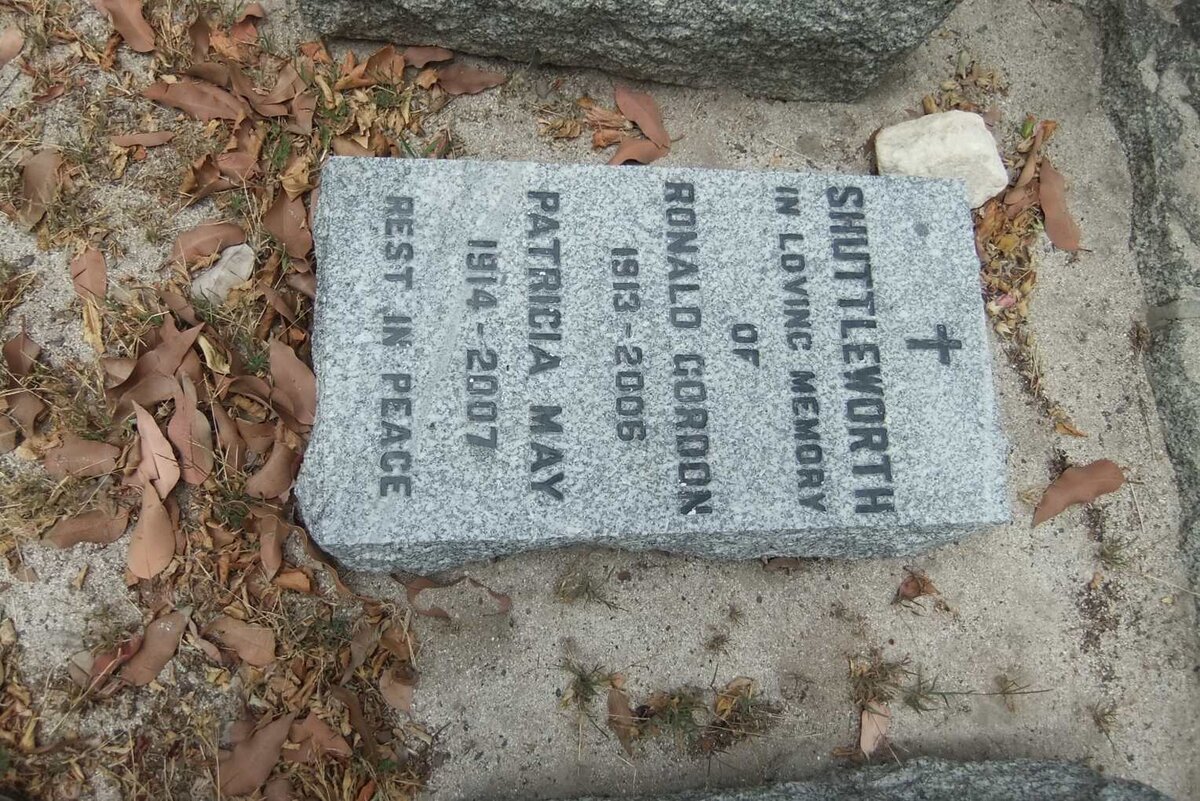 SHUTTLEWORTH
IN LOVING MEMORY
OF
RONALD GORDON
1913-2006
PATRICIA MAY
1914-2007
REST IN PEACE